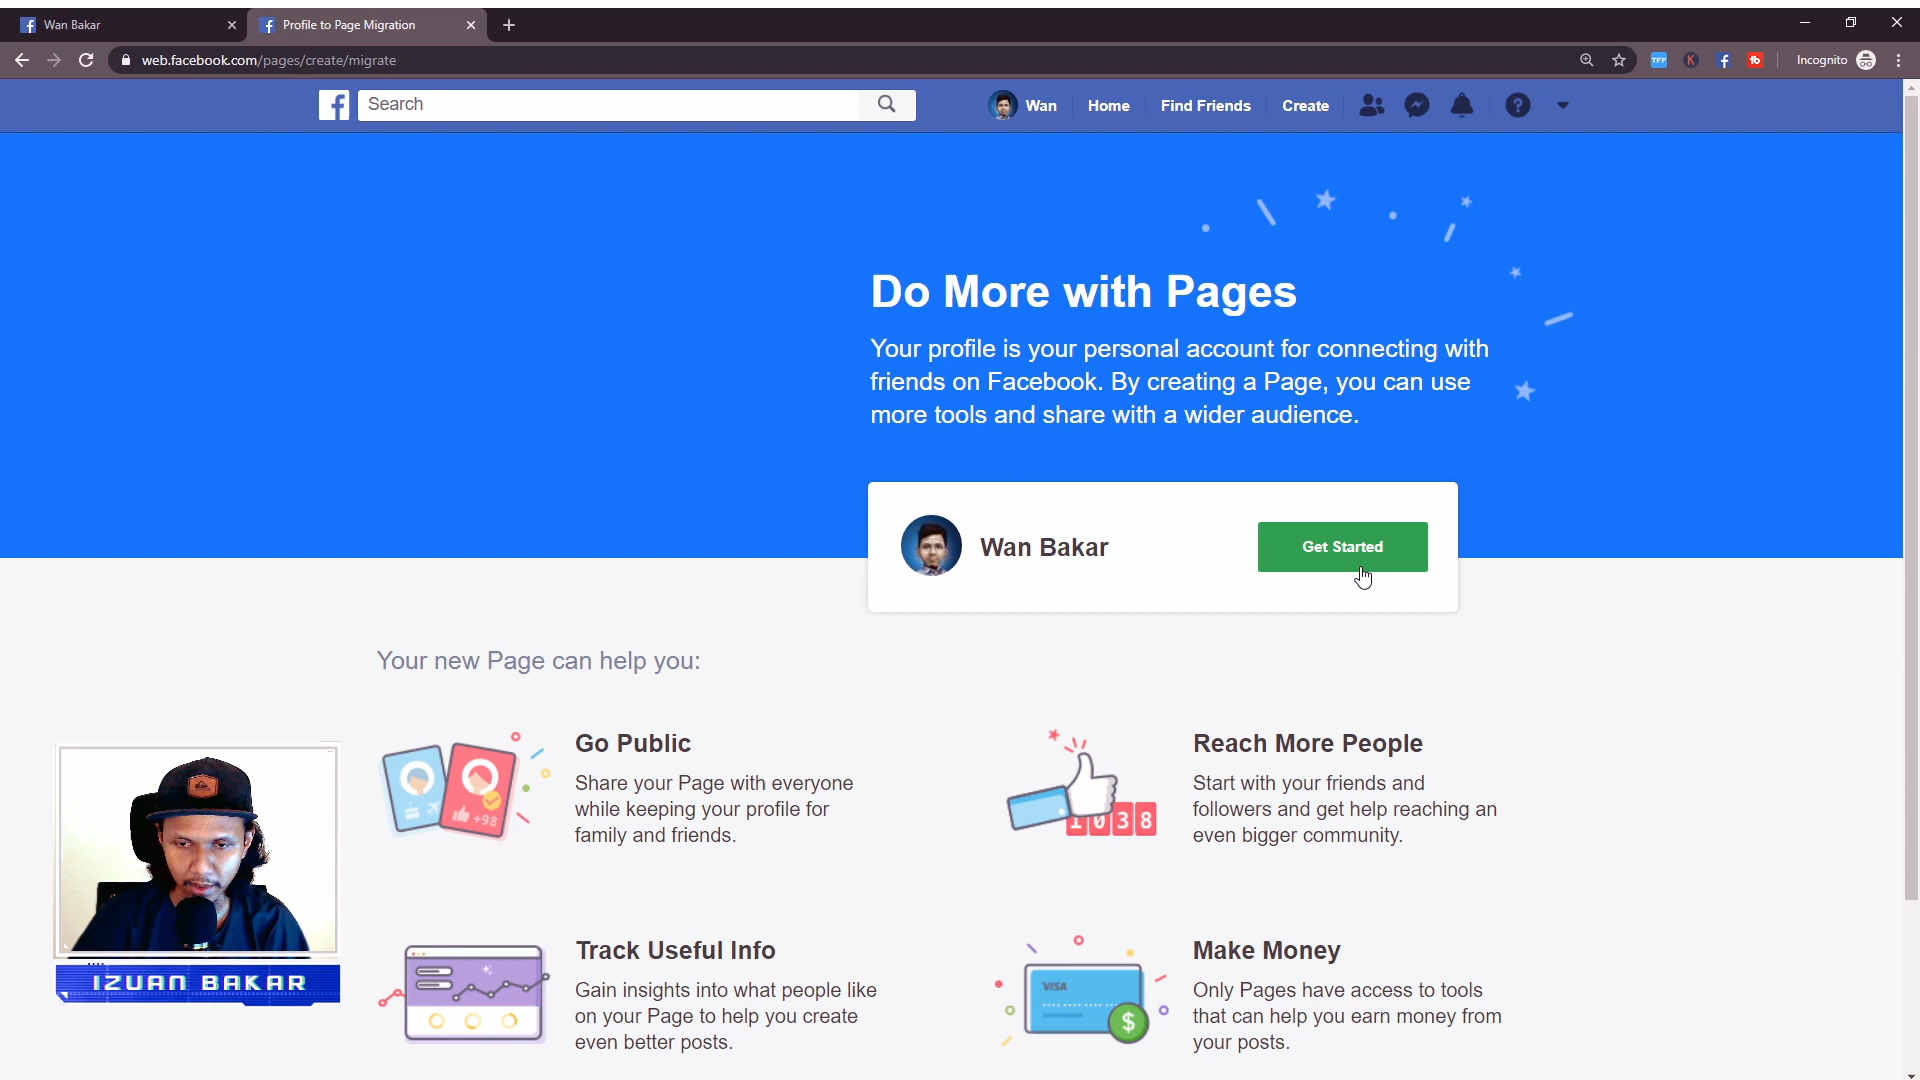 Wan Bakar
Profile to Page Migration
web.facebook.com/pages/create/migrate
TFF
K
Incognito
Search
Wan
Home
Find Friends
Create
Do More with Pages
Your profile is your personal account for connecting with
friends on Facebook. By creating a Page, you can use
more tools and share with a wider audience.
Wan Bakar
Get Started
Your new Page can help you:
Go Public
Share your Page with everyone
while keeping your profile for
family and friends.
+98
Reach More People
Start with your friends and
followers and get help reaching an
even bigger community.
1038
Track Useful Info
Gain insights into what people like
on your Page to help you create
even better posts.
Make Money
Only Pages have access to tools
that can help you earn money from
your posts.
VISA
$
IZUAN BAKAR